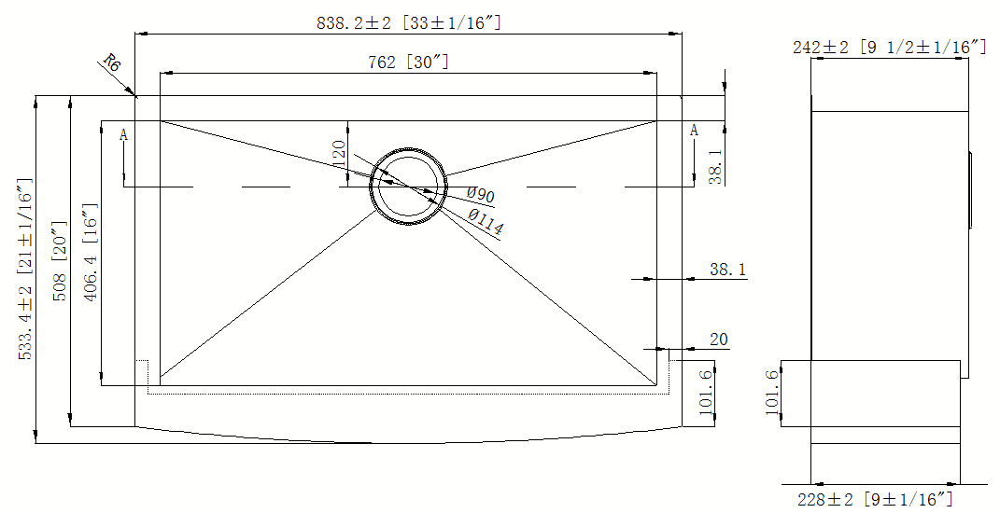 838.2±2 [33±1/16″]
242±2 [9 1/2±1/16″]
762 [30″]
R6
A
A
120
38.1
Ø90
Ø114
533.4±2 [21±1/16″]
508 [20″]
406.4 [16″]
38.1
20
101.6
101.6
228±2 [9±1/16″]